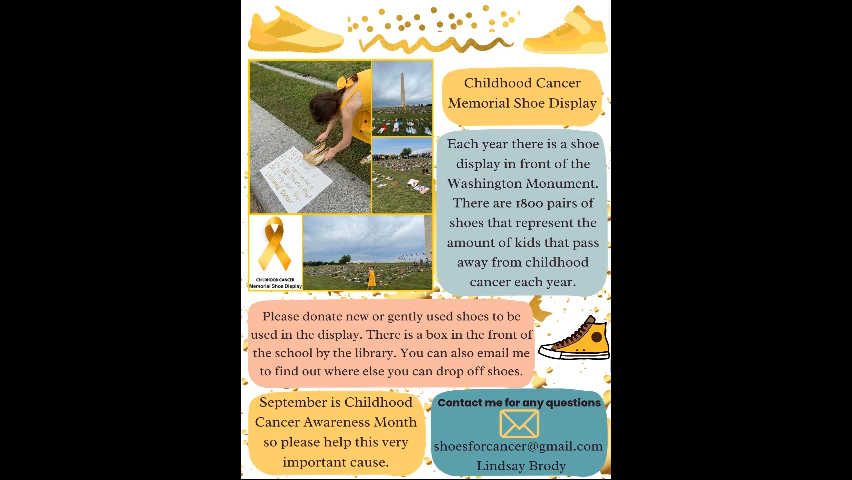 Childhood Cancer
Memorial Shoe Display
Each year there is a shoe
display in front of the
Washington Monument.
There are 1800 pairs of
shoes that represent the
amount of kids that pass
away from childhood
cancer each year.
CHILDHOOD CANCER
Memorial Shoe Display
Please donate new or gently used shoes to be
used in the display. There is a box in the front of
the school by the library. You can also email me
to find out where else you can drop off shoes.
September is Childhood
Cancer Awareness Month
so please help this very
important cause.
Contact me for any questions
shoesforcancer@gmail.com
Lindsay Brody